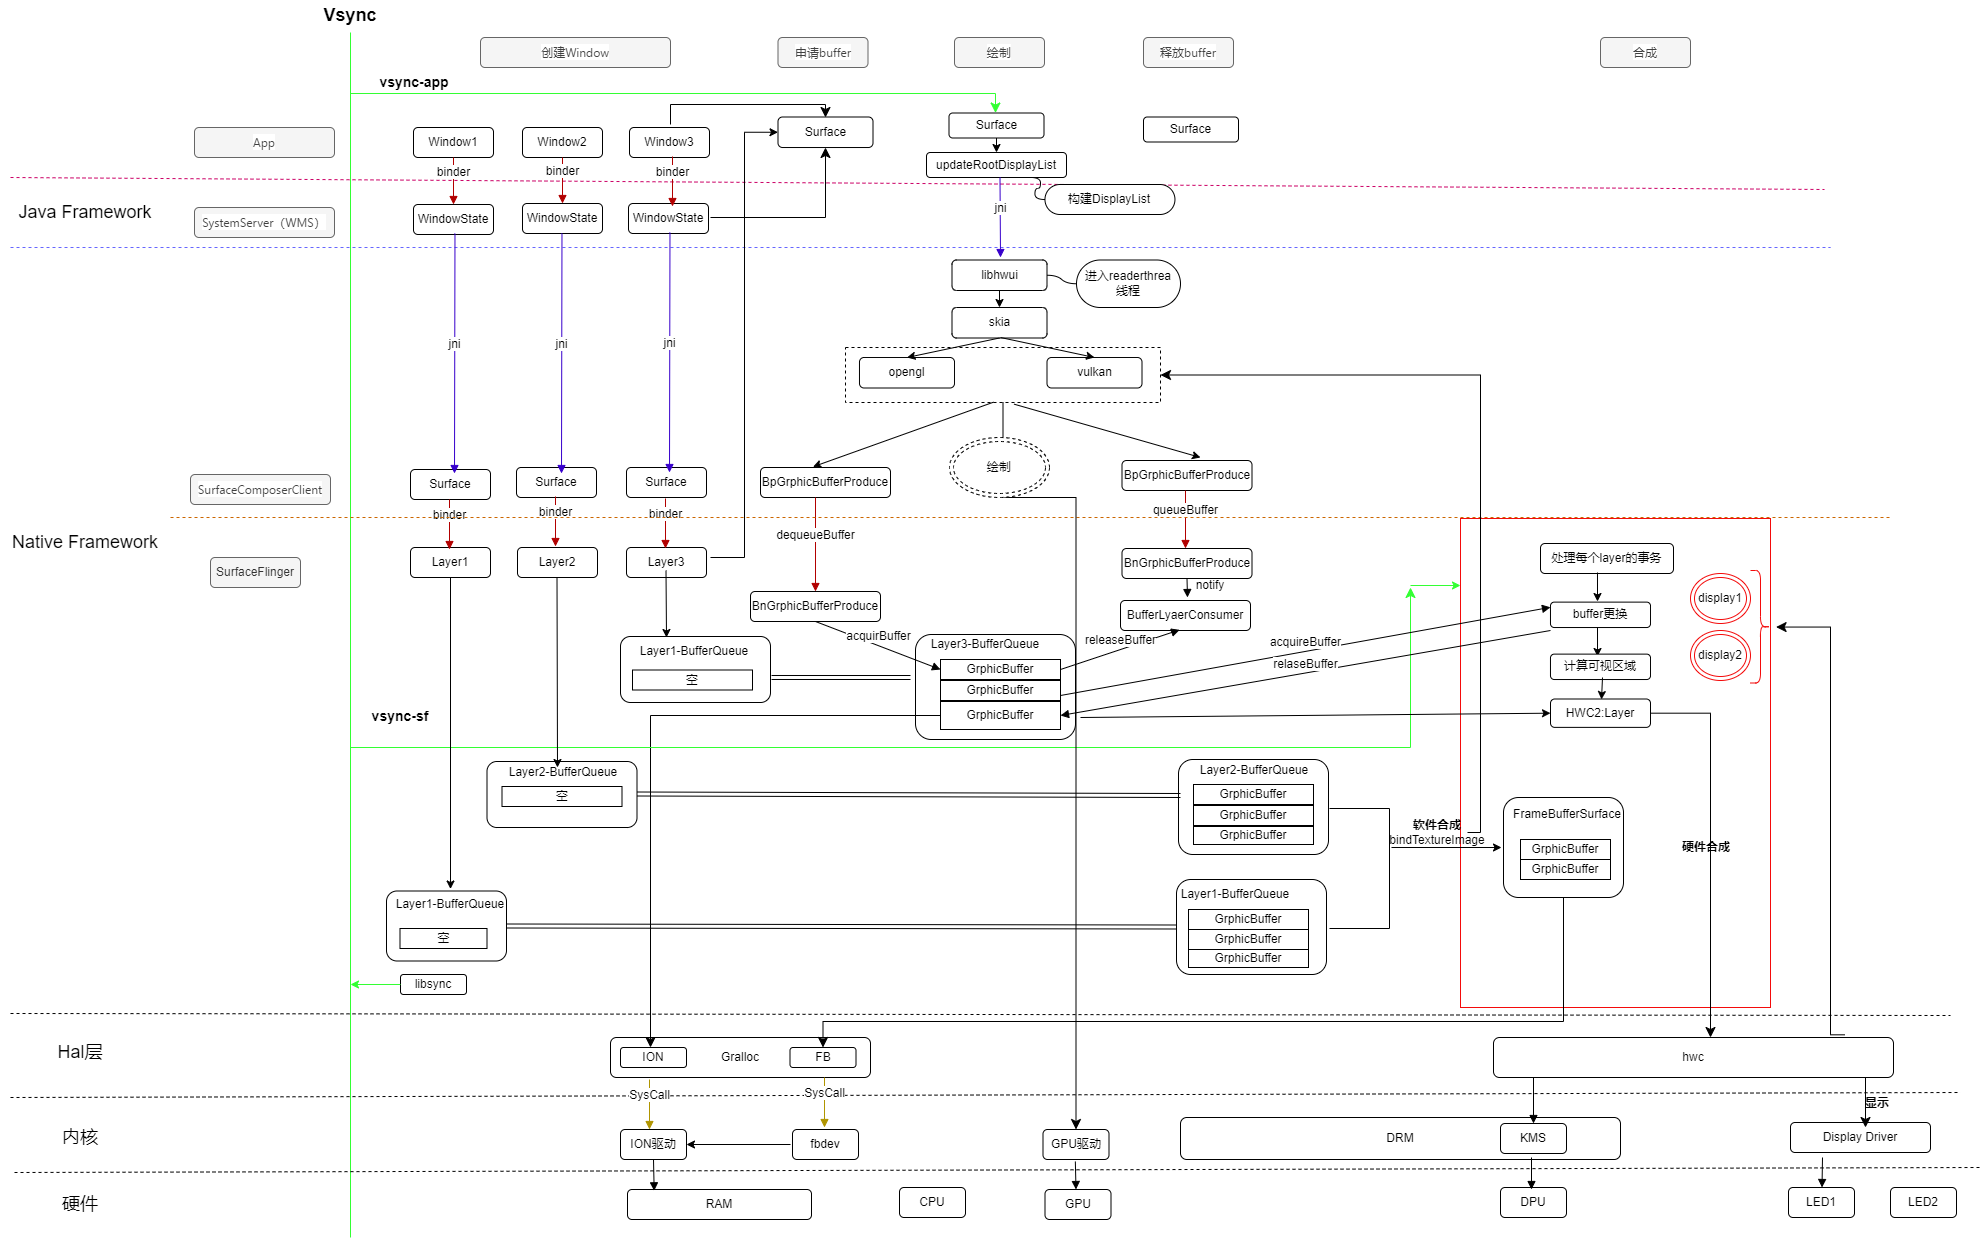 Vsync
创建Window
申请buffer
绘制
释放buffer
合成
vsync-app
App
Window1
Window2
Window3
Surface
Surface
Surface
updateRootDisplayList
binder
binder
binder
构建DisplayList
Java Framework
SystemServer（WMS）
WindowState
WindowState
WindowState
jni
libhwui
进入readerthrea
线程
skia
jni
jni
jni
opengl
vulkan
绘制
SurfaceComposerClient
Surface
Surface
Surface
BpGrphicBufferProduce
BpGrphicBufferProduce
binder
binder
binder
queueBuffer
dequeueBuffer
Native Framework
SurfaceFlinger
Layer1
Layer2
Layer3
BnGrphicBufferProduce
BnGrphicBufferProduce
notify
BufferLyaerConsumer
处理每个layer的事务
display1
buffer更换
acquirBuffer
releaseBuffer
acquireBuffer
relaseBuffer
Layer1-BufferQueue
空
Layer3-BufferQueue
GrphicBuffer
GrphicBuffer
GrphicBuffer
计算可视区域
display2
HWC2:Layer
vsync-sf
Layer2-BufferQueue
空
Layer2-BufferQueue
GrphicBuffer
GrphicBuffer
GrphicBuffer
软件合成
bindTextureImage
FrameBufferSurface
GrphicBuffer
GrphicBuffer
硬件合成
Layer1-BufferQueue
空
Layer1-BufferQueue
GrphicBuffer
GrphicBuffer
GrphicBuffer
libsync
Hal层
ION
Gralloc
FB
hwc
SysCall
SysCall
显示
内核
ION驱动
fbdev
GPU驱动
DRM
KMS
Display Driver
硬件
RAM
CPU
GPU
DPU
LED1
LED2